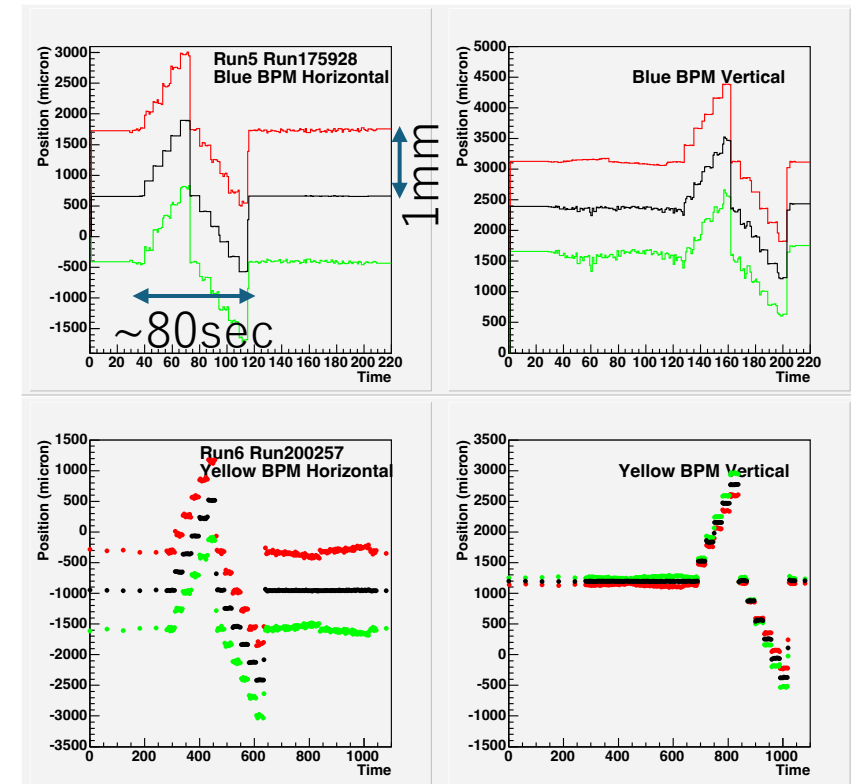 Run5 Run175928
Blue BPM Horizontal
Position (micron)
3000
2500
2000
1500
1000
500
0
-500
-1000
-1500
0 20 40 60 80 100 120 140 160 180 200 220
Time
1mm
~80sec
Blue BPM Vertical
Position (micron)
5000
4500
4000
3500
3000
2500
2000
1500
1000
500
0
0 20 40 60 80 100 120 140 160 180 200 220
Time
Run6 Run200257
Yellow BPM Horizontal
Position (micron)
1500
1000
500
0
-500
-1000
-1500
-2000
-2500
-3000
-3500
0 200 400 600 800 1000
Time
Yellow BPM Vertical
Position (micron)
3500
3000
2500
2000
1500
1000
500
0
-500
-1000
-1500
0 200 400 600 800 1000
Time